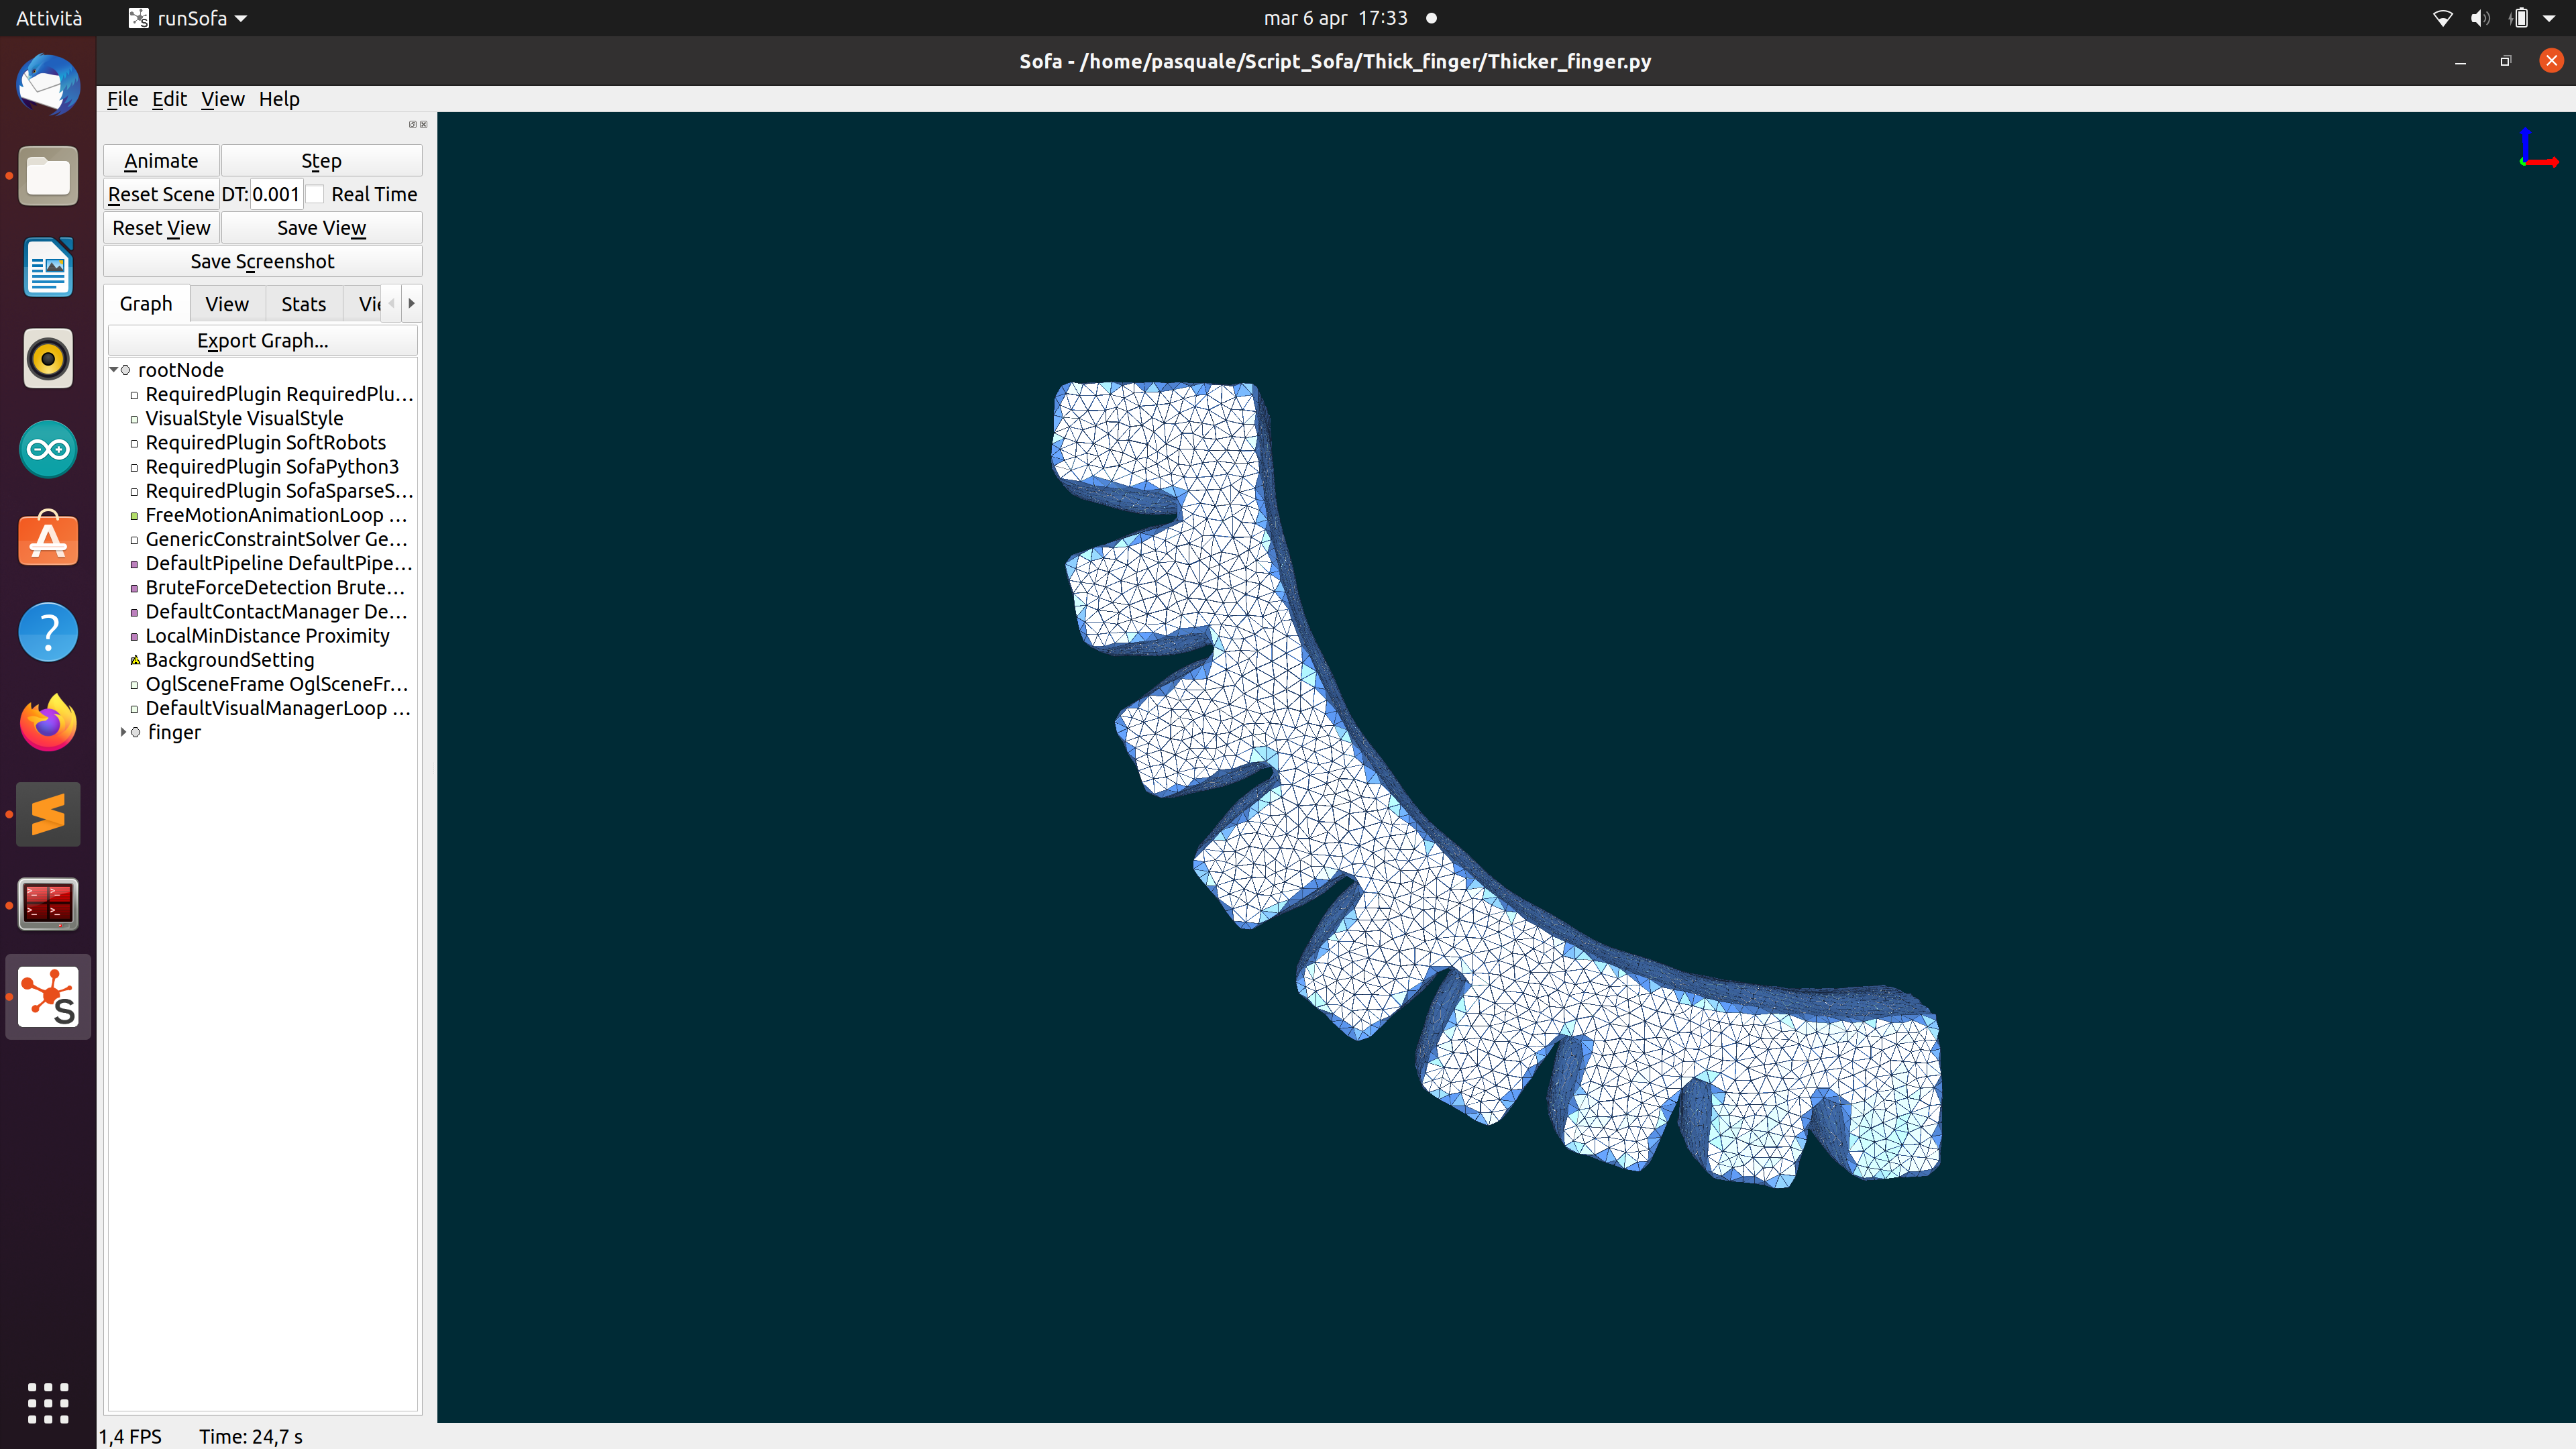 Attività runSofa mar 6 apr 17:33
Sofa - /home/pasquale/Script_Sofa/Thick_finger/Thicker_finger.py
File Edit View Help
Animate Step
Reset Scene DT: 0.001 Real Time
Reset View Save View
Save Screenshot
Graph View Stats Vie
Export Graph...
rootNode
RequiredPlugin RequiredPlu...
VisualStyle VisualStyle
RequiredPlugin SoftRobots
RequiredPlugin SofaPython3
RequiredPlugin SofaSparseS...
FreeMotionAnimationLoop ...
GenericConstraintSolver Ge...
DefaultPipeline DefaultPipe...
BruteForceDetection Brute...
DefaultContactManager De...
LocalMinDistance Proximity
BackgroundSetting
OglSceneFrame OglSceneFr...
DefaultVisualManagerLoop ...
finger
1,4 FPS Time: 24,7 s